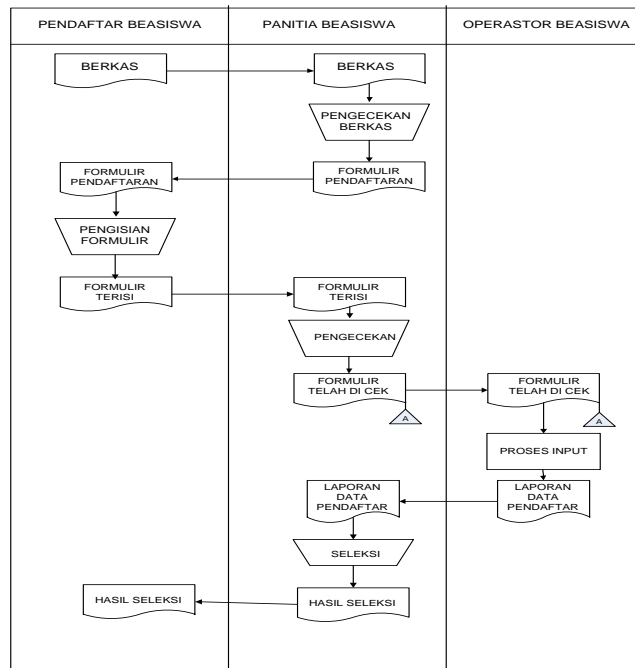 PENDAFTAR BEASISWA
PANITIA BEASISWA
OPERASTOR BEASISWA
BERKAS
BERKAS
PENGECEKAN
BERKAS
FORMULIR
PENDAFTARAN
FORMULIR
PENDAFTARAN
PENGISIAN
FORMULIR
FORMULIR
TERISI
FORMULIR
TERISI
PENGECEKAN
FORMULIR
TELAH DI CEK
A
FORMULIR
TELAH DI CEK
A
PROSES INPUT
LAPORAN
DATA
PENDAFTAR
LAPORAN
DATA
PENDAFTAR
SELEKSI
HASIL SELEKSI
HASIL SELEKSI